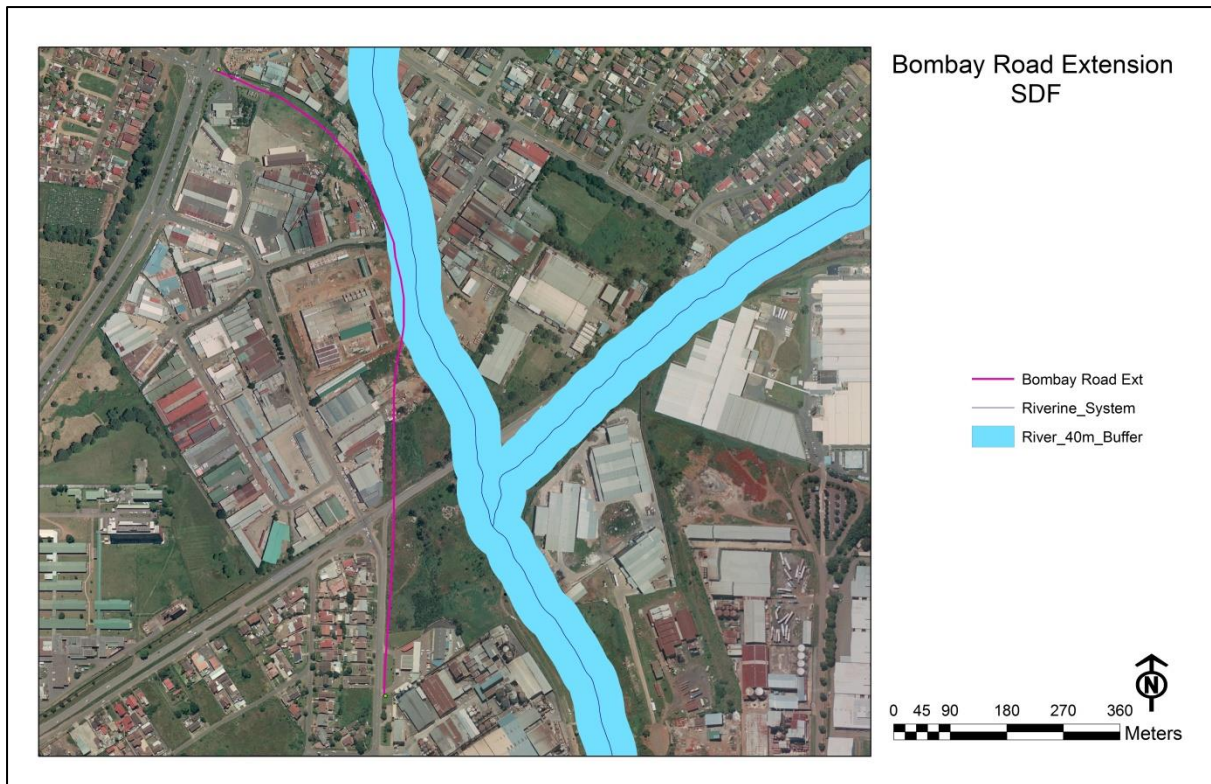 Bombay Road Extension
SDF
Bombay Road Ext
Riverine_System
River_40m_Buffer
N
0 45 90 180 270 360
Meters